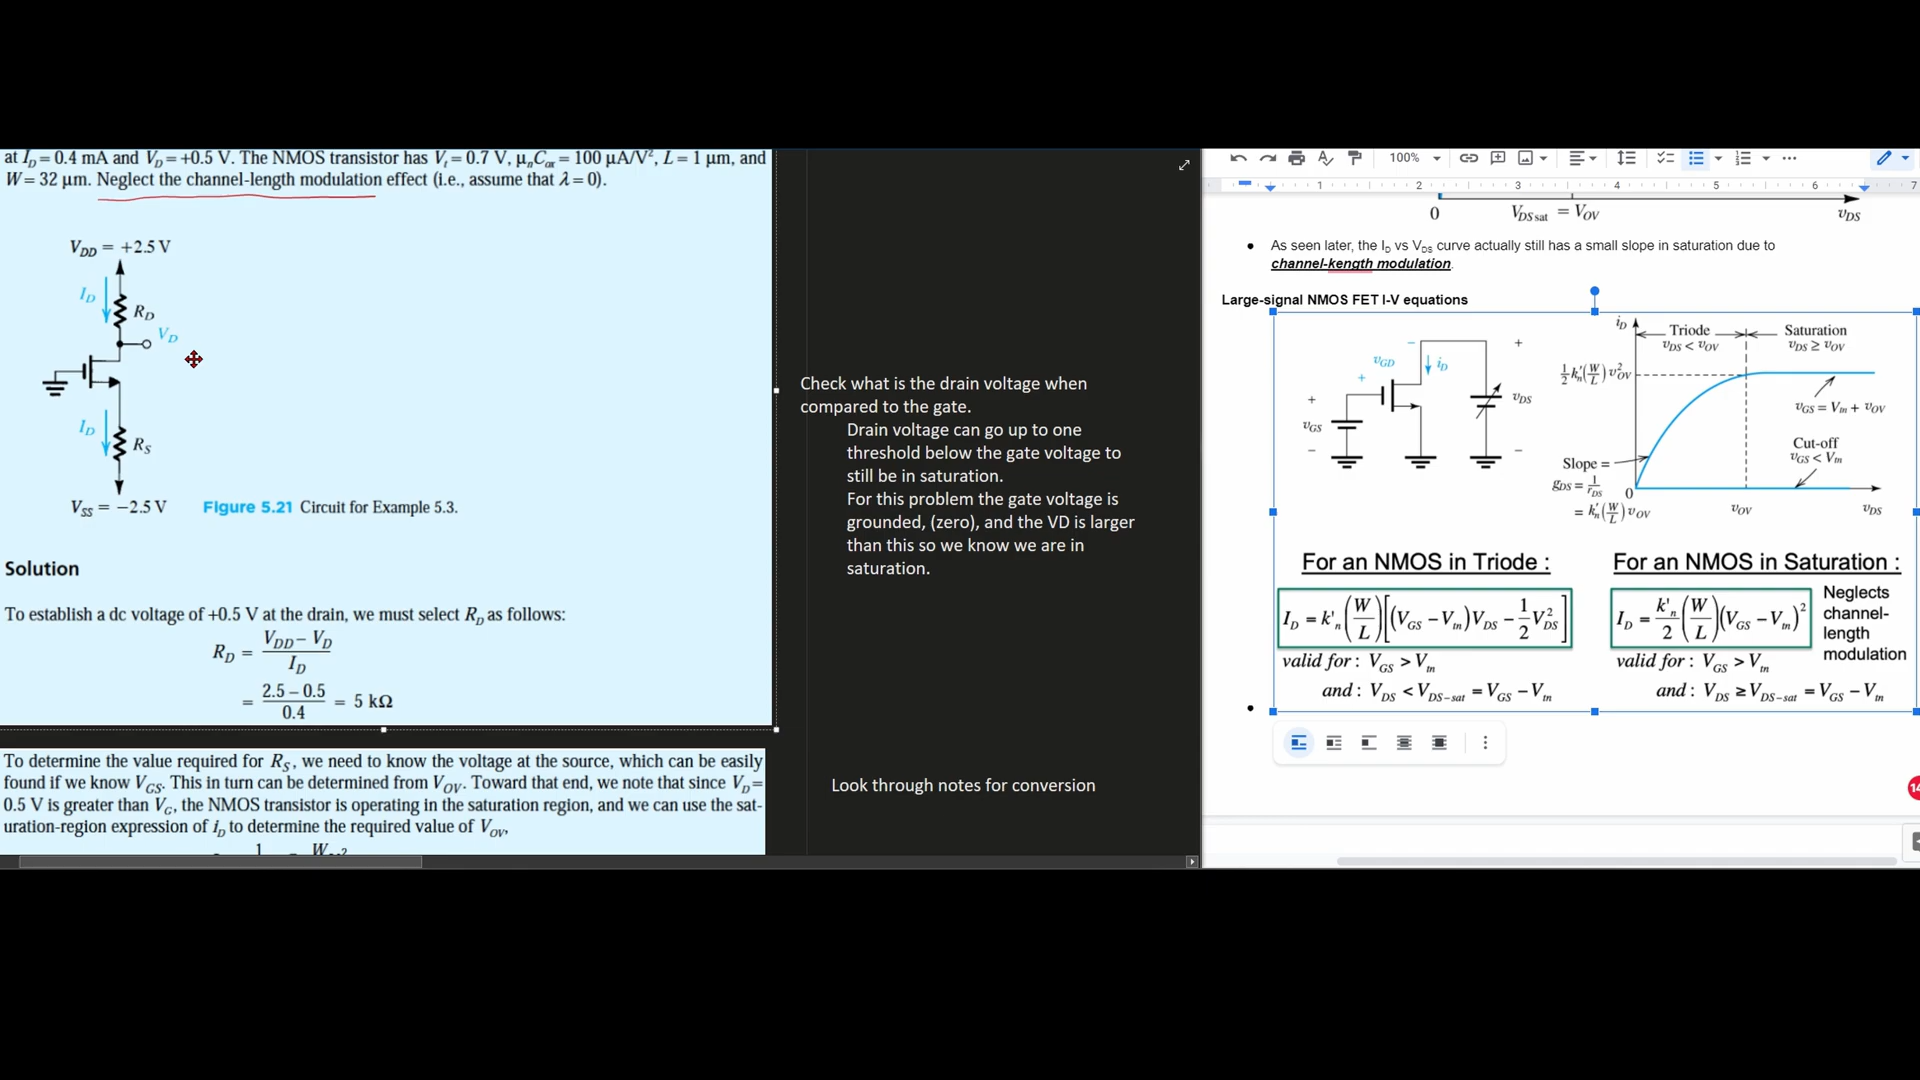 at I_D = 0.4 mA and V_D = +0.5 V. The NMOS transistor has V_t = 0.7 V, μ_nC_ox = 100 μA/V², L = 1 μm, and
W = 32 μm. Neglect the channel-length modulation effect (i.e., assume that λ = 0).
V_DD = +2.5 V
I_D
R_D
V_D
I_D
R_S
V_SS = −2.5 V
Figure 5.21 Circuit for Example 5.3.
Solution
To establish a dc voltage of +0.5 V at the drain, we must select R_D as follows:
R_D = (V_DD − V_D) / I_D
= (2.5 − 0.5) / 0.4 = 5 kΩ
To determine the value required for R_S, we need to know the voltage at the source, which can be easily
found if we know V_GS. This in turn can be determined from V_OV. Toward that end, we note that since V_D =
0.5 V is greater than V_G, the NMOS transistor is operating in the saturation region, and we can use the sat-
uration-region expression of i_D to determine the required value of V_OV,
Check what is the drain voltage when
compared to the gate.
Drain voltage can go up to one
threshold below the gate voltage to
still be in saturation.
For this problem the gate voltage is
grounded, (zero), and the VD is larger
than this so we know we are in
saturation.
Look through notes for conversion
100%
1 2 3 4 5 6 7
0
V_DSsat = V_OV
v_DS
As seen later, the I_D vs V_DS curve actually still has a small slope in saturation due to
channel-kength modulation.
Large-signal NMOS FET I-V equations
v_GD
i_D
v_GS
v_DS
+
−
i_D
Triode
v_DS < v_OV
Saturation
v_DS ≥ v_OV
½ k'_n (W/L) v²_OV
v_GS = V_tn + v_OV
Cut-off
v_GS < V_tn
Slope =
g_DS = 1/r_DS
= k'_n (W/L) v_OV
0
v_OV
v_DS
For an NMOS in Triode :
I_D = k'_n (W/L) [(V_GS − V_tn)V_DS − ½ V²_DS]
valid for : V_GS > V_tn
and : V_DS < V_DS−sat = V_GS − V_tn
For an NMOS in Saturation :
I_D = k'_n/2 (W/L) (V_GS − V_tn)²
Neglects
channel-
length
modulation
valid for : V_GS > V_tn
and : V_DS ≥ V_DS−sat = V_GS − V_tn
14